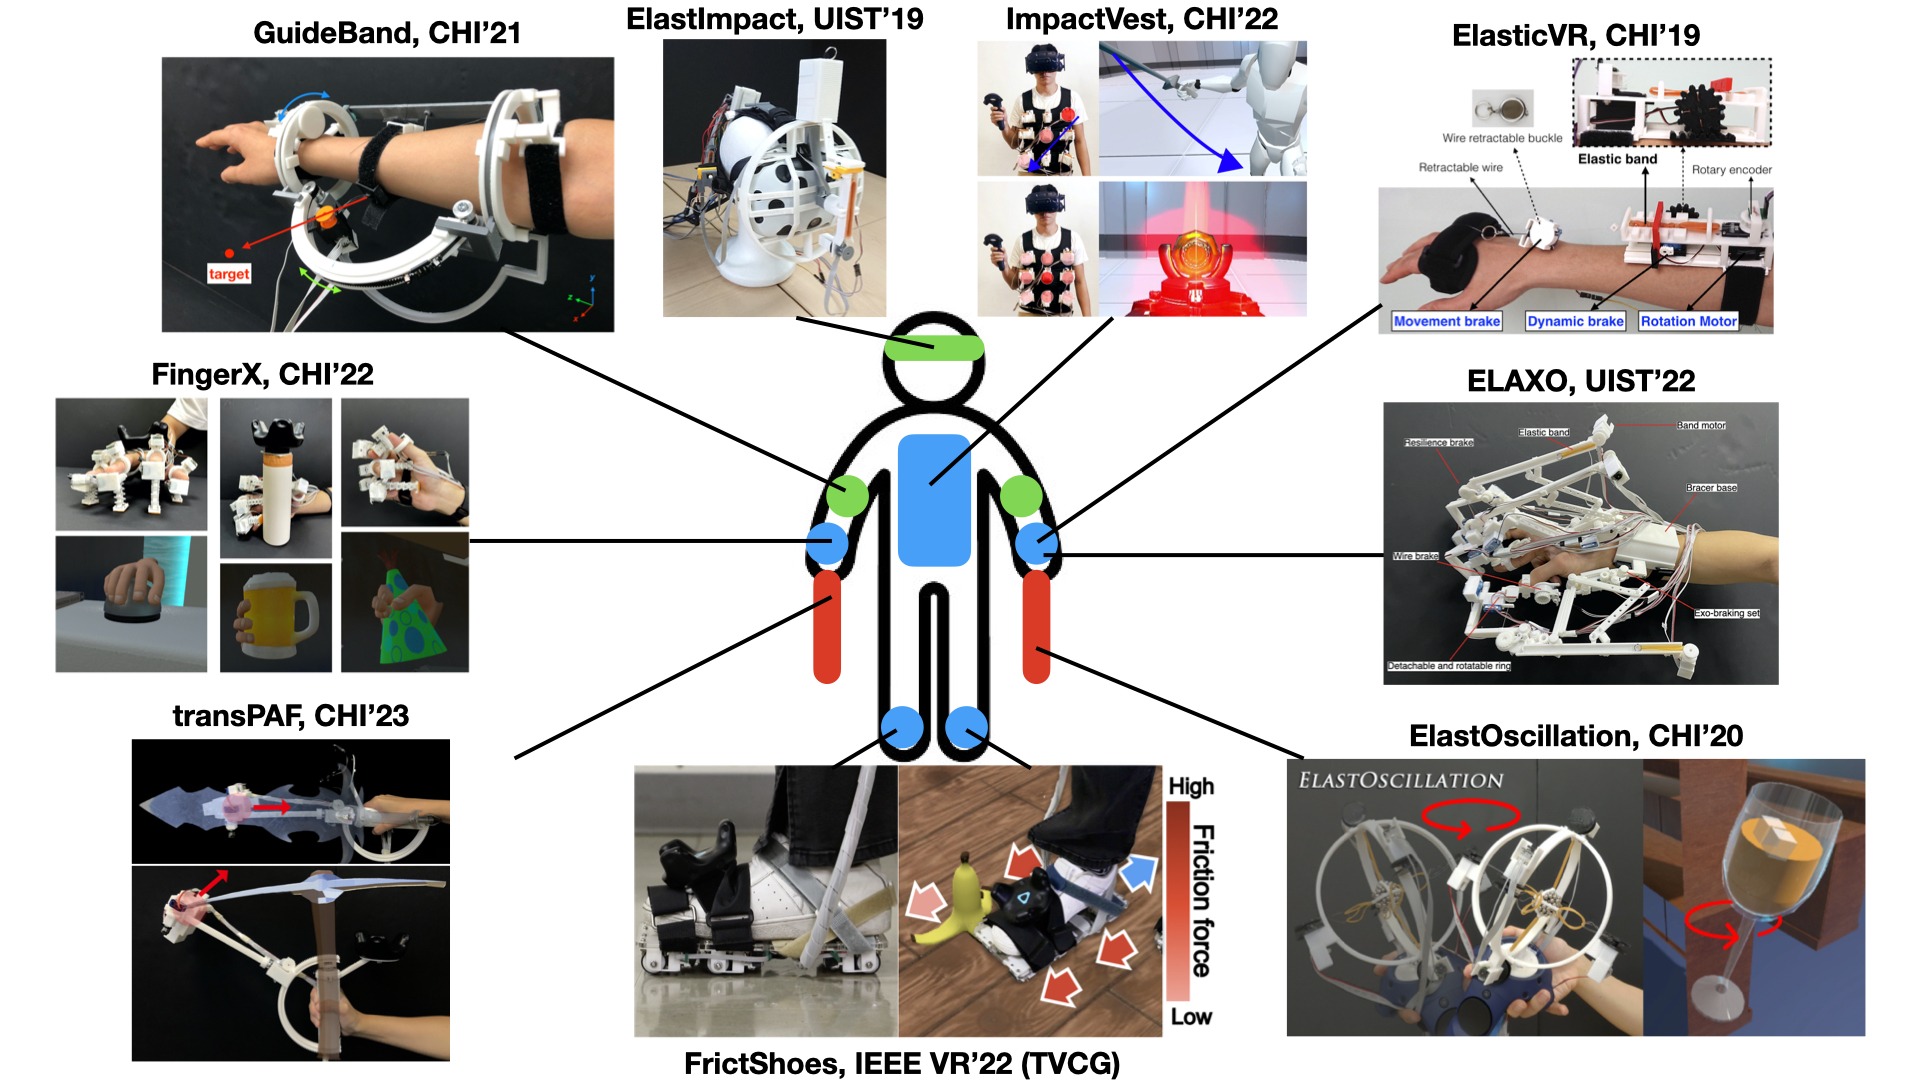 GuideBand, CHI’21
ElastImpact, UIST’19
ImpactVest, CHI’22
ElasticVR, CHI’19
target
y
z
x
Wire retractable buckle
Elastic band
Retractable wire
Rotary encoder
Movement brake
Dynamic brake
Rotation Motor
FingerX, CHI’22
ELAXO, UIST’22
Band motor
Elastic band
Resilience brake
Bracer base
Wire brake
Exo-braking set
Detachable and rotatable ring
transPAF, CHI’23
ElastOscillation, CHI’20
ELASTOSCILLATION
High
Friction force
Low
FrictShoes, IEEE VR’22 (TVCG)